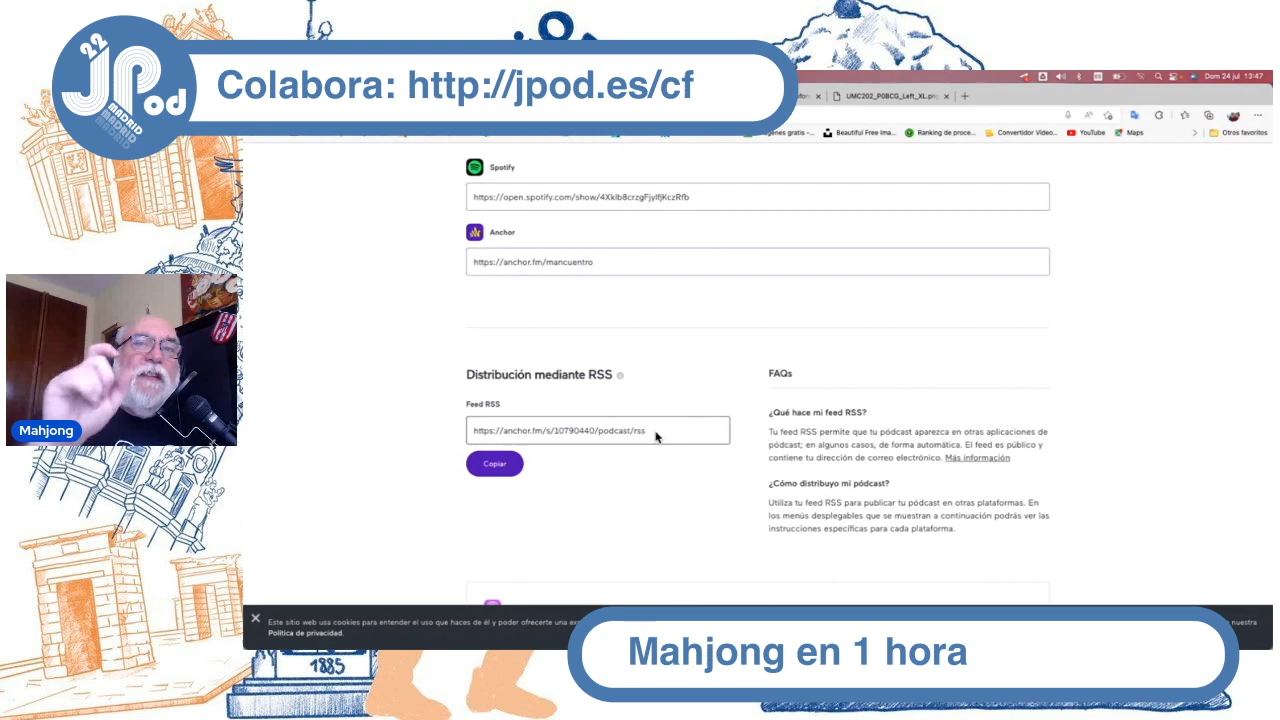 22
JPod
MADRID
MADRID
Colabora: http://jpod.es/cf
Dom 24 jul 13:47
UMC202_P0BCG_Left_XL.pn
Beautiful Free Ima...
Ranking de proce...
Convertidor Video...
YouTube
Maps
Otros favoritos
Spotify
https://open.spotify.com/show/4Xklb8crzgFjylfjKczRfb
Anchor
https://anchor.fm/mancuentro
Distribución mediante RSS
Feed RSS
https://anchor.fm/s/10790440/podcast/rss
Copiar
FAQs
¿Qué hace mi feed RSS?
Tu feed RSS permite que tu pódcast aparezca en otras aplicaciones de
pódcast; en algunos casos, de forma automática. El feed es público y
contiene tu dirección de correo electrónico. Más información
¿Cómo distribuyo mi pódcast?
Utiliza tu feed RSS para publicar tu pódcast en otras plataformas. En
los menús desplegables que se muestran a continuación podrás ver las
instrucciones específicas para cada plataforma.
Mahjong
Este sitio web usa cookies para entender el uso que haces de él y poder ofrecerte una
nuestra
Política de privacidad.
Mahjong en 1 hora
1885